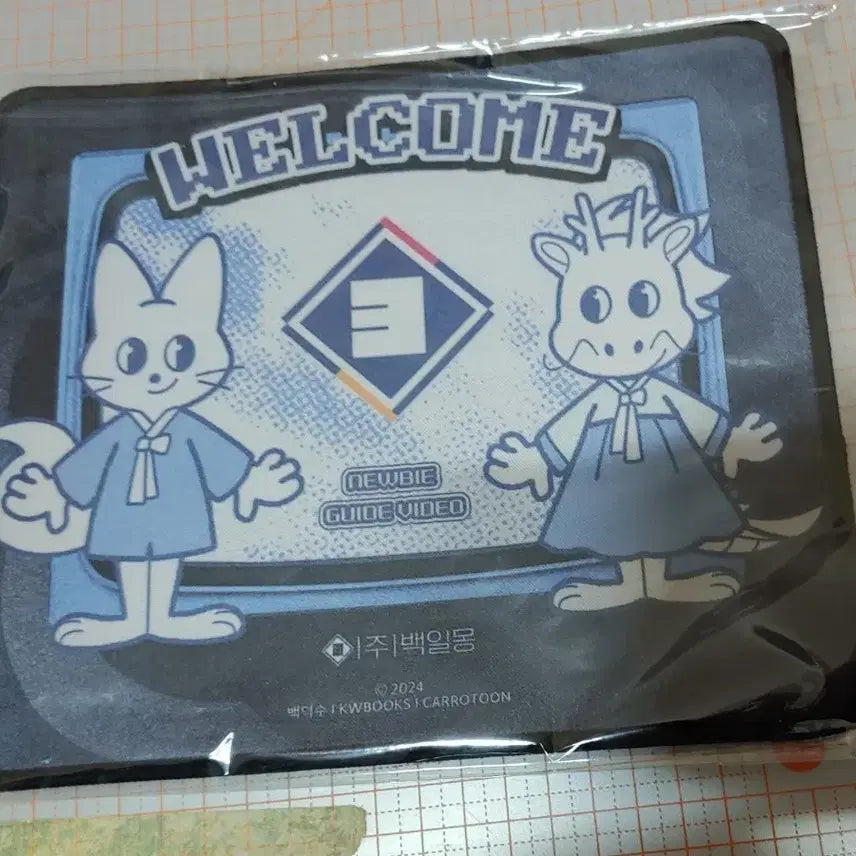 WELCOME
NEWBIE
GUIDE VIDEO
|주|백일몽
© 2024
백덕수 I KWBOOKS I CARROTOON